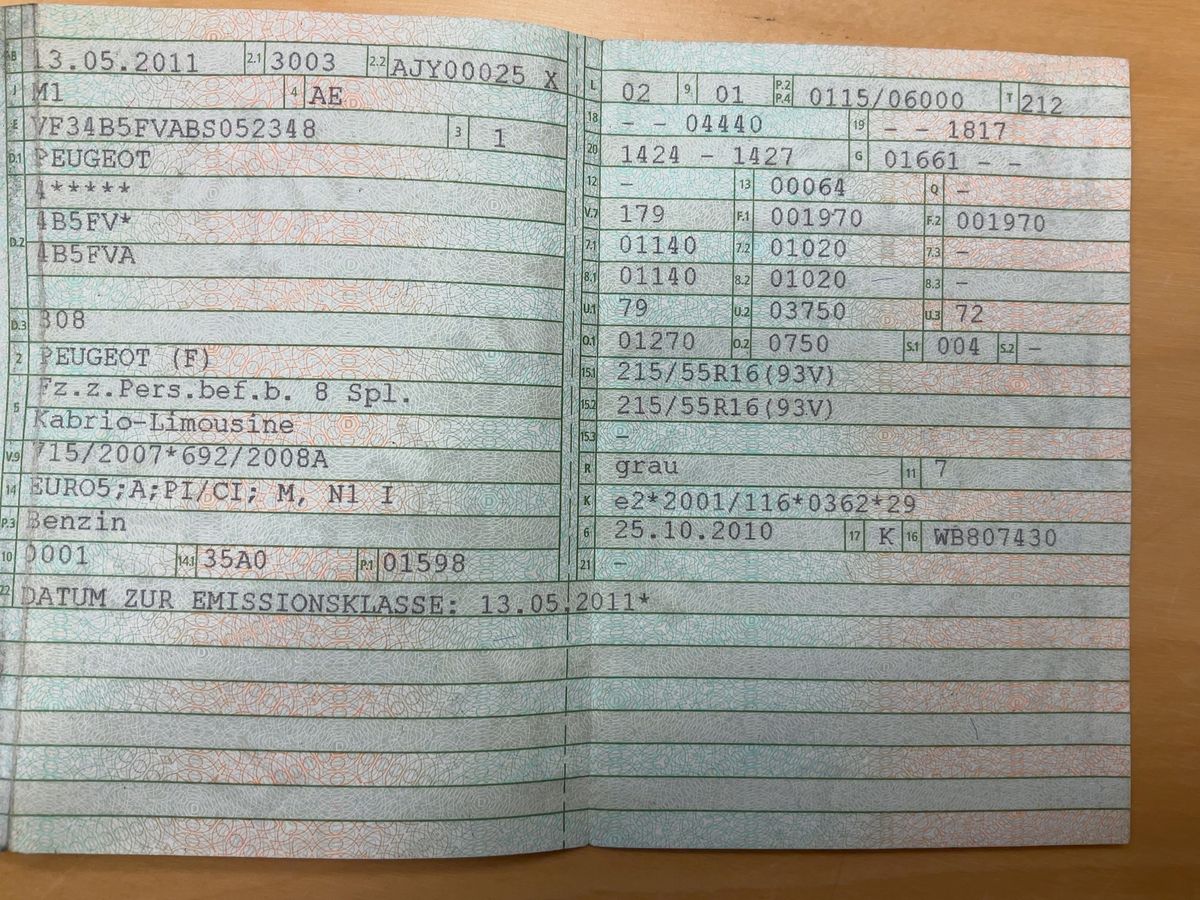 B 13.05.2011 2.1 3003 2.2 AJY00025 X
J M1 4 AE
E VF34B5FVABS052348 3 1
D.1 PEUGEOT
4*****
4B5FV*
D.2 4B5FVA
D.3 308
2 PEUGEOT (F)
Fz.z.Pers.bef.b. 8 Spl.
5 Kabrio-Limousine
V.9 715/2007*692/2008A
14 EURO5;A;PI/CI; M, N1 I
P.3 Benzin
10 0001 14.1 35A0 P.1 01598
22 DATUM ZUR EMISSIONSKLASSE: 13.05.2011*
L 02 9 01 P.2 P.4 0115/06000 T 212
18 - - 04440 19 - - 1817
20 1424 - 1427 G 01661 - -
12 - 13 00064 Q -
V.7 179 F.1 001970 F.2 001970
7.1 01140 7.2 01020 7.3 -
8.1 01140 8.2 01020 8.3 -
U.1 79 U.2 03750 U.3 72
O.1 01270 O.2 0750 S.1 004 S.2 -
15.1 215/55R16(93V)
15.2 215/55R16(93V)
15.3 -
R grau 11 7
K e2*2001/116*0362*29
6 25.10.2010 17 K 16 WB807430
21 -